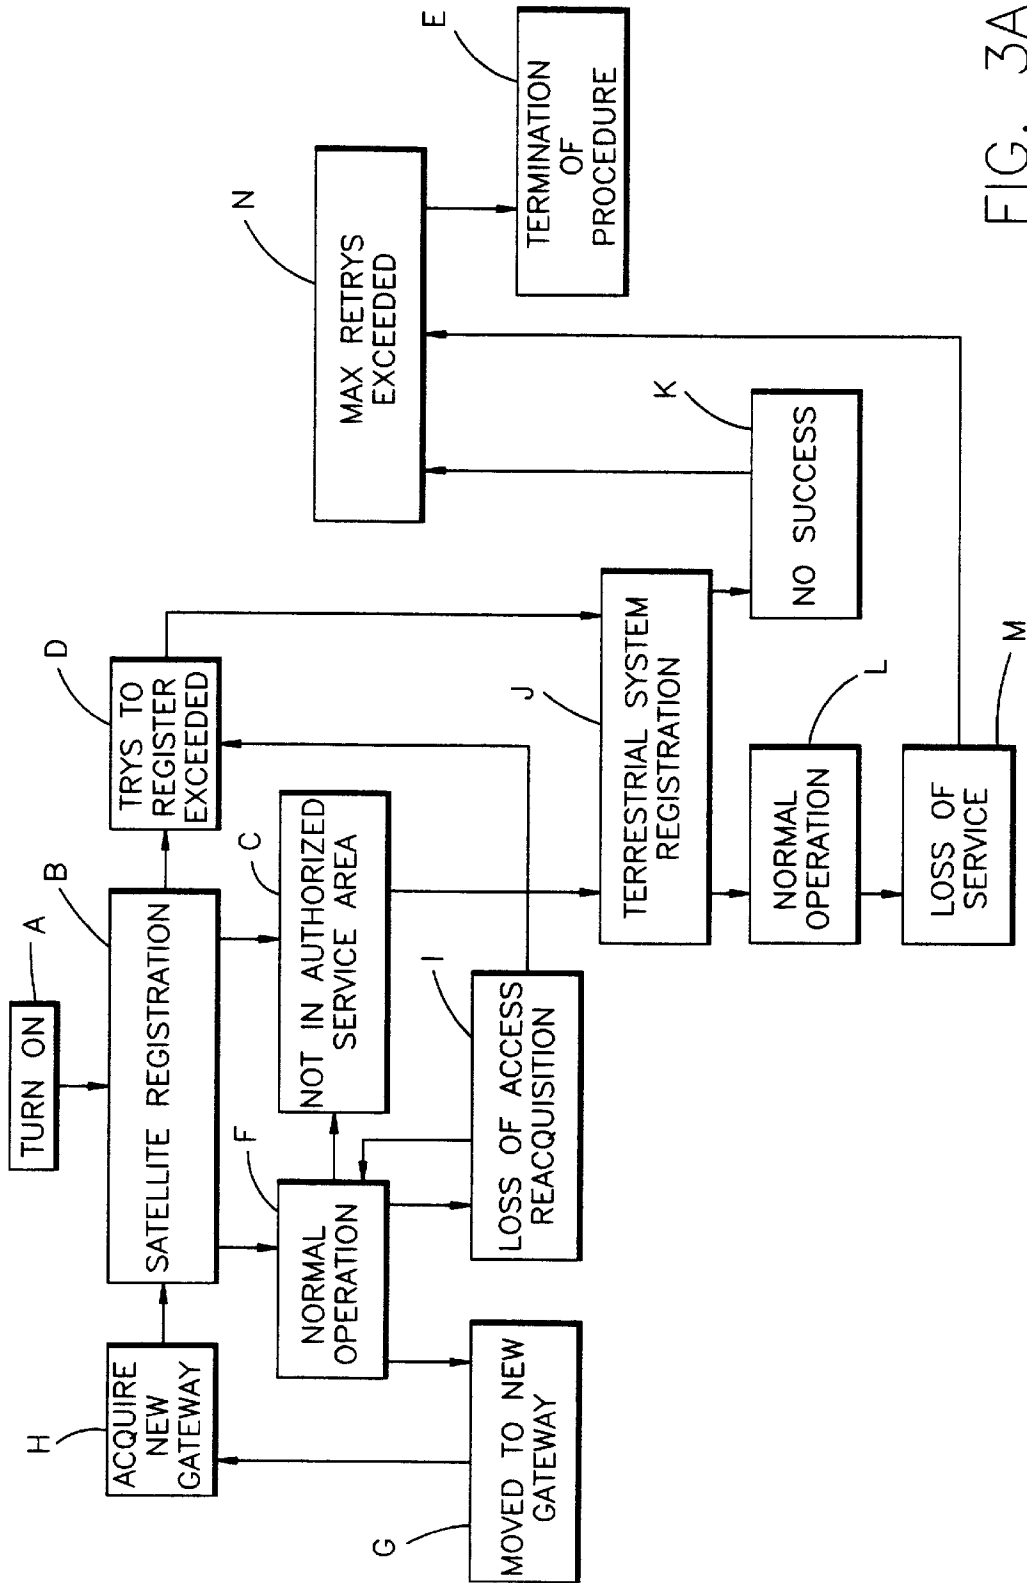 A
TURN ON
B
SATELLITE REGISTRATION
H
ACQUIRE
NEW
GATEWAY
D
TRYS TO
REGISTER
EXCEEDED
F
NORMAL
OPERATION
C
NOT IN AUTHORIZED
SERVICE AREA
G
MOVED TO NEW
GATEWAY
I
LOSS OF ACCESS
REACQUISITION
J
TERRESTRIAL SYSTEM
REGISTRATION
L
NORMAL
OPERATION
M
LOSS OF
SERVICE
K
NO SUCCESS
N
MAX RETRYS
EXCEEDED
E
TERMINATION
OF
PROCEDURE
FIG. 3A